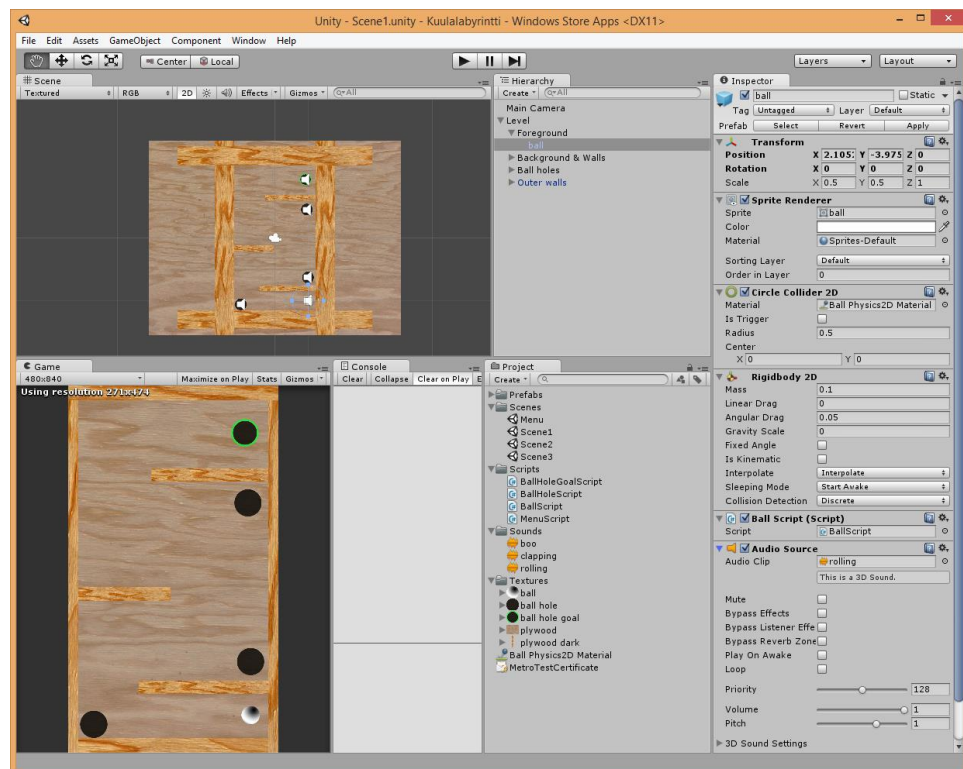 Unity - Scene1.unity - Kuulalabyrintti - Windows Store Apps <DX11>
File Edit Assets GameObject Component Window Help
Center Local Layers Layout
Scene
Textured RGB 2D Effects Gizmos All
Hierarchy
Create All
Main Camera
Level
Foreground
ball
Background & Walls
Ball holes
Outer walls
Game
480x840 Maximize on Play Stats Gizmos
Using resolution 271x474
Console
Clear Collapse Clear on Play E
Project
Create
Prefabs
Scenes
Menu
Scene1
Scene2
Scene3
Scripts
BallHoleGoalScript
BallHoleScript
BallScript
MenuScript
Sounds
boo
clapping
rolling
Textures
ball
ball hole
ball hole goal
plywood
plywood dark
Ball Physics2D Material
MetroTestCertificate
Inspector
ball Static
Tag Untagged Layer Default
Prefab Select Revert Apply
Transform
Position X 2.105 Y -3.975 Z 0
Rotation X 0 Y 0 Z 0
Scale X 0.5 Y 0.5 Z 1
Sprite Renderer
Sprite ball
Color
Material Sprites-Default
Sorting Layer Default
Order in Layer 0
Circle Collider 2D
Material Ball Physics2D Material
Is Trigger
Radius 0.5
Center
X 0 Y 0
Rigidbody 2D
Mass 0.1
Linear Drag 0
Angular Drag 0.05
Gravity Scale 0
Fixed Angle
Is Kinematic
Interpolate Interpolate
Sleeping Mode Start Awake
Collision Detection Discrete
Ball Script (Script)
Script BallScript
Audio Source
Audio Clip rolling
This is a 3D Sound.
Mute
Bypass Effects
Bypass Listener Effe
Bypass Reverb Zone
Play On Awake
Loop
Priority 128
Volume 1
Pitch 1
3D Sound Settings